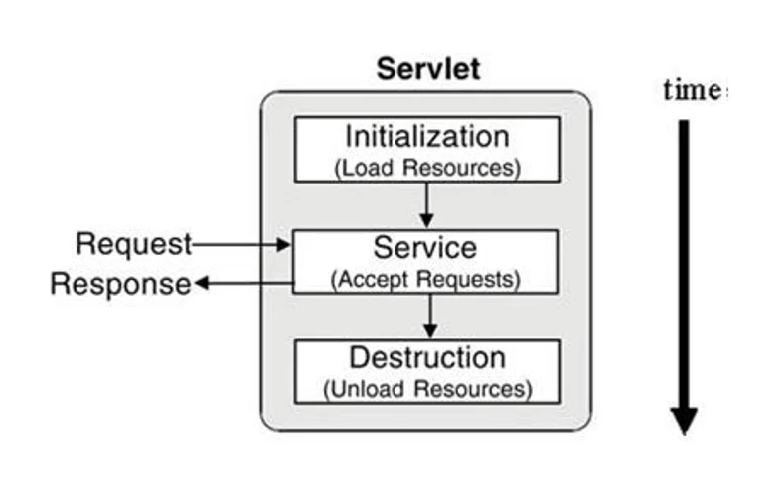 Servlet
time:
Initialization
(Load Resources)
Request
Service
Response
(Accept Requests)
Destruction
(Unload Resources)